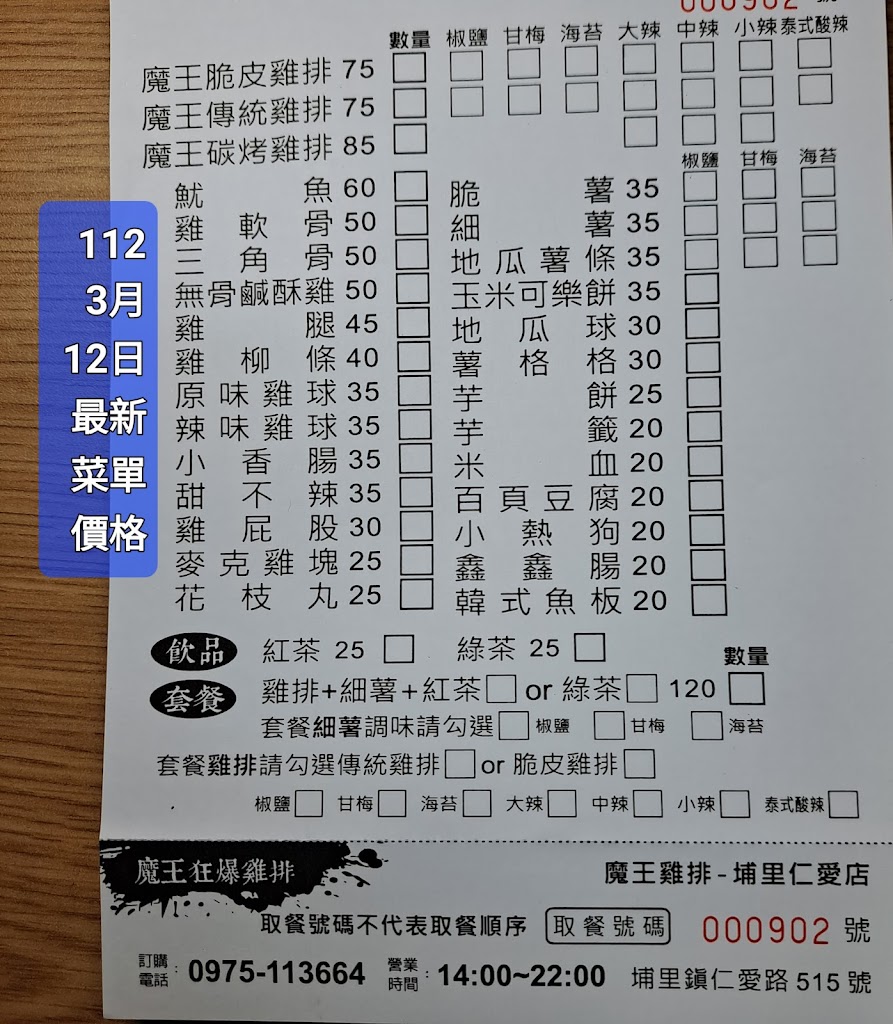 000902 號
數量 椒鹽 甘梅 海苔 大辣 中辣 小辣 泰式酸辣
魔王脆皮雞排 75
魔王傳統雞排 75
魔王碳烤雞排 85
椒鹽 甘梅 海苔
魷魚 60 脆薯 35
雞軟骨 50 細薯 35
三角骨 50 地瓜薯條 35
無骨鹹酥雞 50 玉米可樂餅 35
雞腿 45 地瓜球 30
雞柳條 40 薯格格 30
原味雞球 35 芋餅 25
辣味雞球 35 芋籤 20
小香腸 35 米血 20
甜不辣 35 百頁豆腐 20
雞屁股 30 小熱狗 20
麥克雞塊 25 鑫鑫腸 20
花枝丸 25 韓式魚板 20
112
3月
12日
最新
菜單
價格
飲品 紅茶 25 綠茶 25 數量
套餐 雞排+細薯+紅茶 or 綠茶 120
套餐細薯調味請勾選 椒鹽 甘梅 海苔
套餐雞排請勾選傳統雞排 or 脆皮雞排
椒鹽 甘梅 海苔 大辣 中辣 小辣 泰式酸辣
魔王狂爆雞排 魔王雞排-埔里仁愛店
取餐號碼不代表取餐順序 取餐號碼 000902 號
訂購電話：0975-113664 營業時間：14:00~22:00 埔里鎮仁愛路 515 號